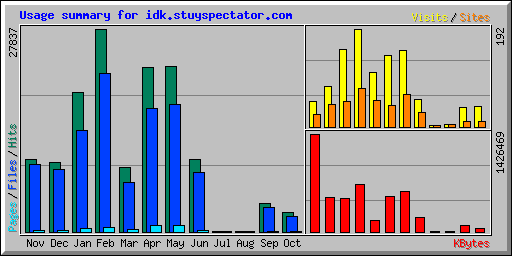 Usage summary for idk.stuyspectator.com
Visits / Sites
27837
192
Pages / Files / Hits
1426469
Nov Dec Jan Feb Mar Apr May Jun Jul Aug Sep Oct
KBytes